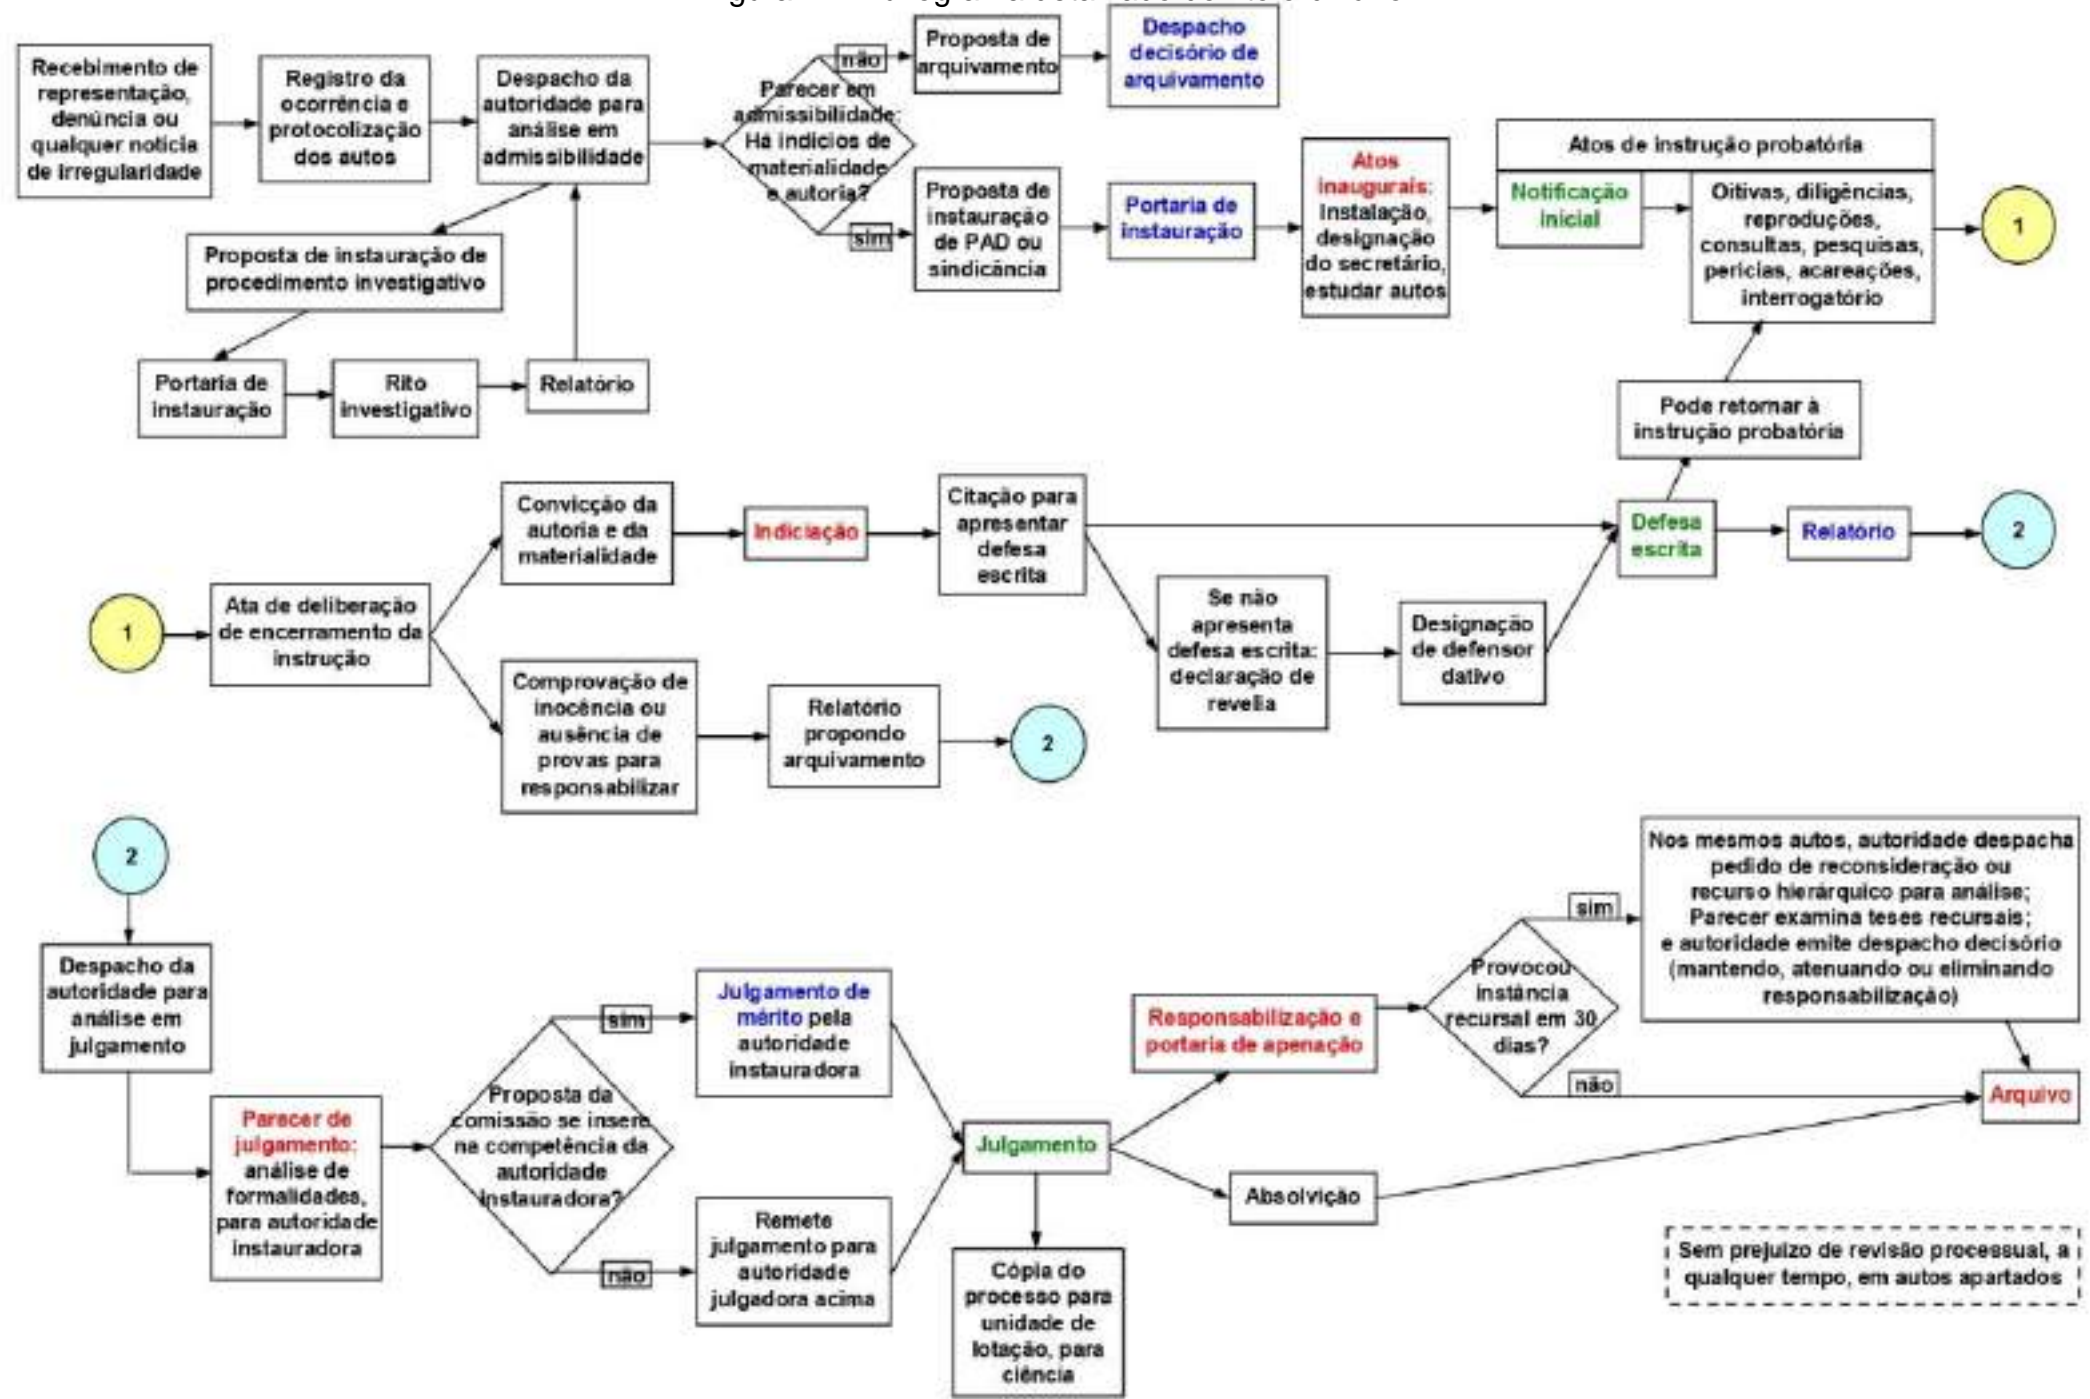 Recebimento de
representação,
denúncia ou
qualquer notícia
de irregularidade
Registro da
ocorrência e
protocolização
dos autos
Despacho da
autoridade para
análise em
admissibilidade
Parecer em
admissibilidade:
Há indícios de
materialidade
e autoria?
não
Proposta de
arquivamento
Despacho
decisório de
arquivamento
sim
Proposta de
instauração
de PAD ou
sindicância
Portaria de
instauração
Atos
inaugurais:
Instalação,
designação
do secretário,
estudar autos
Atos de instrução probatória
Notificação
inicial
Oitivas, diligências,
reproduções,
consultas, pesquisas,
perícias, acareações,
interrogatório
1
Proposta de instauração de
procedimento investigativo
Portaria de
instauração
Rito
investigativo
Relatório
Pode retornar à
instrução probatória
1
Ata de deliberação
de encerramento da
instrução
Convicção da
autoria e da
materialidade
Indiciação
Citação para
apresentar
defesa
escrita
Se não
apresenta
defesa escrita:
declaração de
revelia
Designação
de defensor
dativo
Defesa
escrita
Relatório
2
Comprovação de
inocência ou
ausência de
provas para
responsabilizar
Relatório
propondo
arquivamento
2
2
Despacho da
autoridade para
análise em
julgamento
Parecer de
julgamento:
análise de
formalidades,
para autoridade
instauradora
Proposta da
comissão se insere
na competência da
autoridade
instauradora?
sim
Julgamento de
mérito pela
autoridade
instauradora
não
Remete
julgamento para
autoridade
julgadora acima
Julgamento
Cópia do
processo para
unidade de
lotação, para
ciência
Responsabilização e
portaria de apenação
Absolvição
Provocou
instância
recursal em 30
dias?
sim
Nos mesmos autos, autoridade despacha
pedido de reconsideração ou
recurso hierárquico para análise;
Parecer examina teses recursais;
e autoridade emite despacho decisório
(mantendo, atenuando ou eliminando
responsabilização)
não
Arquivo
Sem prejuízo de revisão processual, a
qualquer tempo, em autos apartados